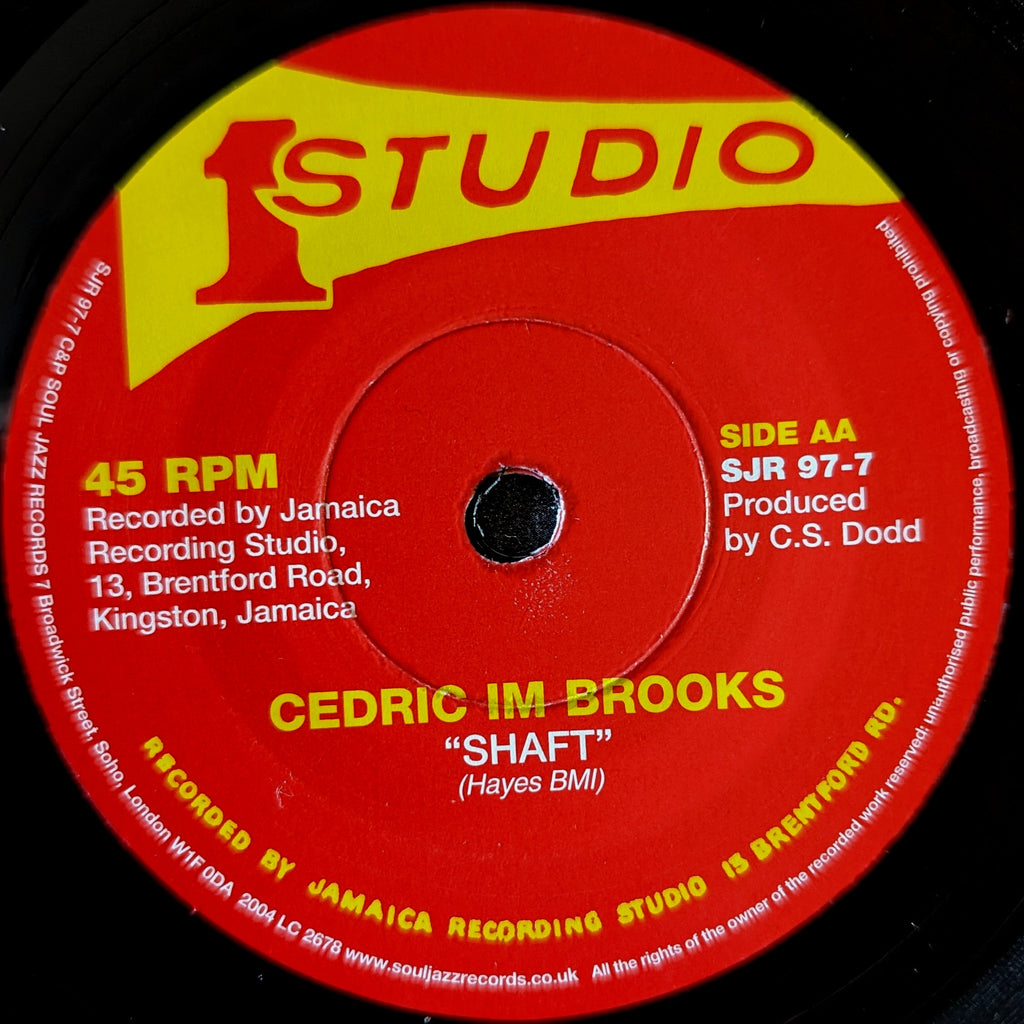 1 STUDIO
45 RPM
Recorded by Jamaica
Recording Studio,
13, Brentford Road,
Kingston, Jamaica
SIDE AA
SJR 97-7
Produced
by C.S. Dodd
CEDRIC IM BROOKS
“SHAFT”
(Hayes BMI)
RECORDED BY JAMAICA RECORDING STUDIO 13 BRENTFORD RD.
SJR 97-7 C&P SOUL JAZZ RECORDS 7 Broadwick Street, Soho, London W1F 0DA 2004 LC 2678 www.souljazzrecords.co.uk All the rights of the owner of the recorded work reserved; unauthorised public performance, broadcasting or copying prohibited